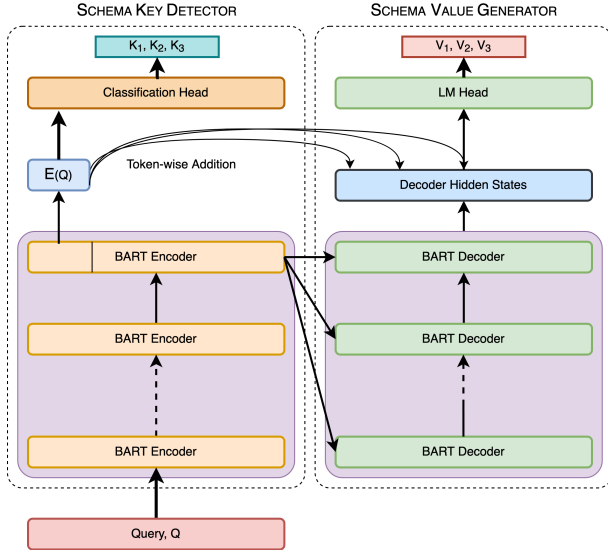 SCHEMA KEY DETECTOR
SCHEMA VALUE GENERATOR
K1, K2, K3
V1, V2, V3
Classification Head
LM Head
Token-wise Addition
E(Q)
Decoder Hidden States
BART Encoder
BART Decoder
BART Encoder
BART Decoder
BART Encoder
BART Decoder
Query, Q